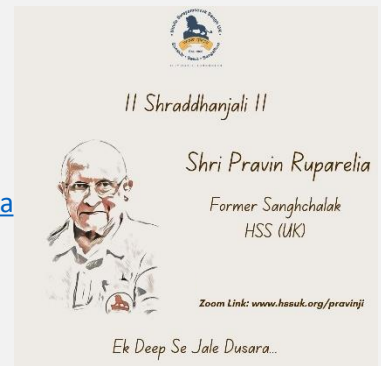 || Shraddhanjali ||
Shri Pravin Ruparelia
Former Sanghchalak
HSS (UK)
a
Zoom Link: www.hssuk.org/pravinji
Ek Deep Se Jale Dusara...